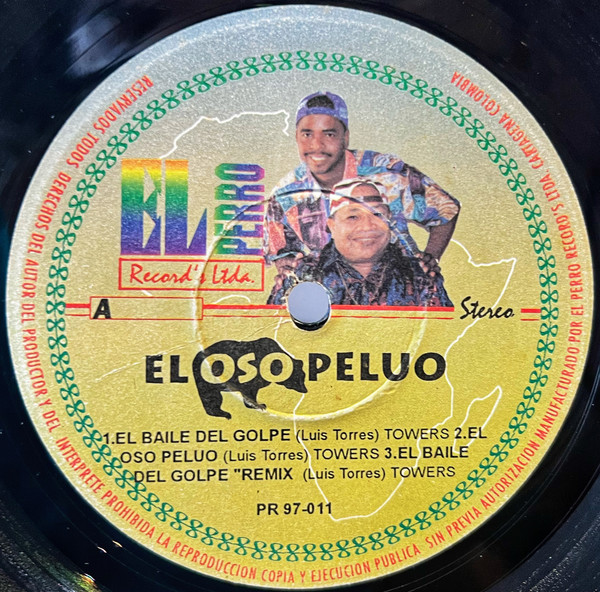 EL PERRO
Record's Ltda.
A
Stereo
EL OSO PELUO
1.EL BAILE DEL GOLPE (Luis Torres) TOWERS 2.EL
OSO PELUO (Luis Torres) TOWERS 3.EL BAILE
DEL GOLPE "REMIX (Luis Torres) TOWERS
PR 97-011
RESERVADOS TODOS DERECHOS DEL AUTOR DEL PRODUCTOR Y DEL INTERPRETE PROHIBIDA LA REPRODUCCION COPIA Y EJECUCION PUBLICA SIN PREVIA AUTORIZACION MANUFACTURADO POR EL PERRO RECORD'S LTDA. CARTAGENA (COLOMBIA)